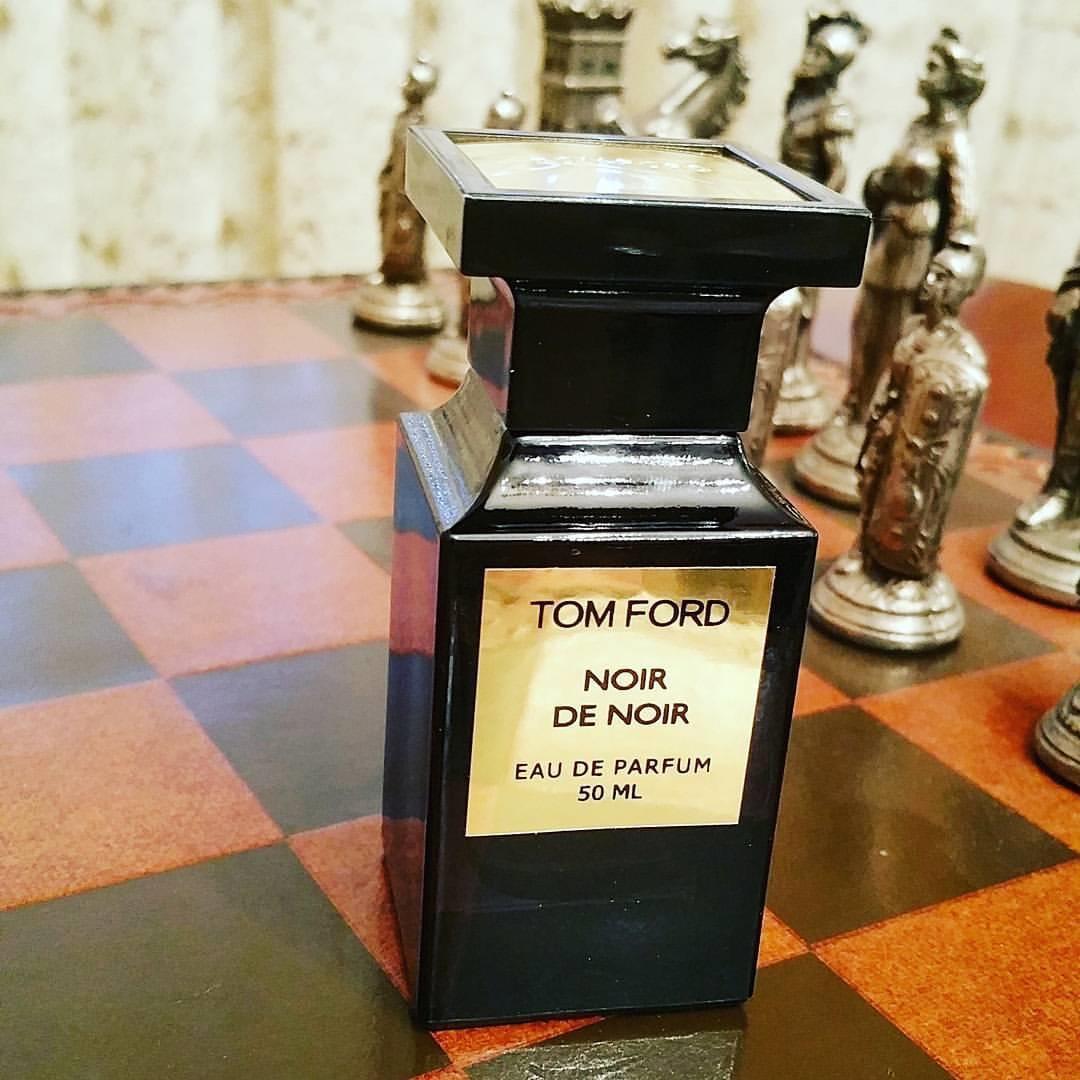 TOM FORD
NOIR
DE NOIR
EAU DE PARFUM
50 ML